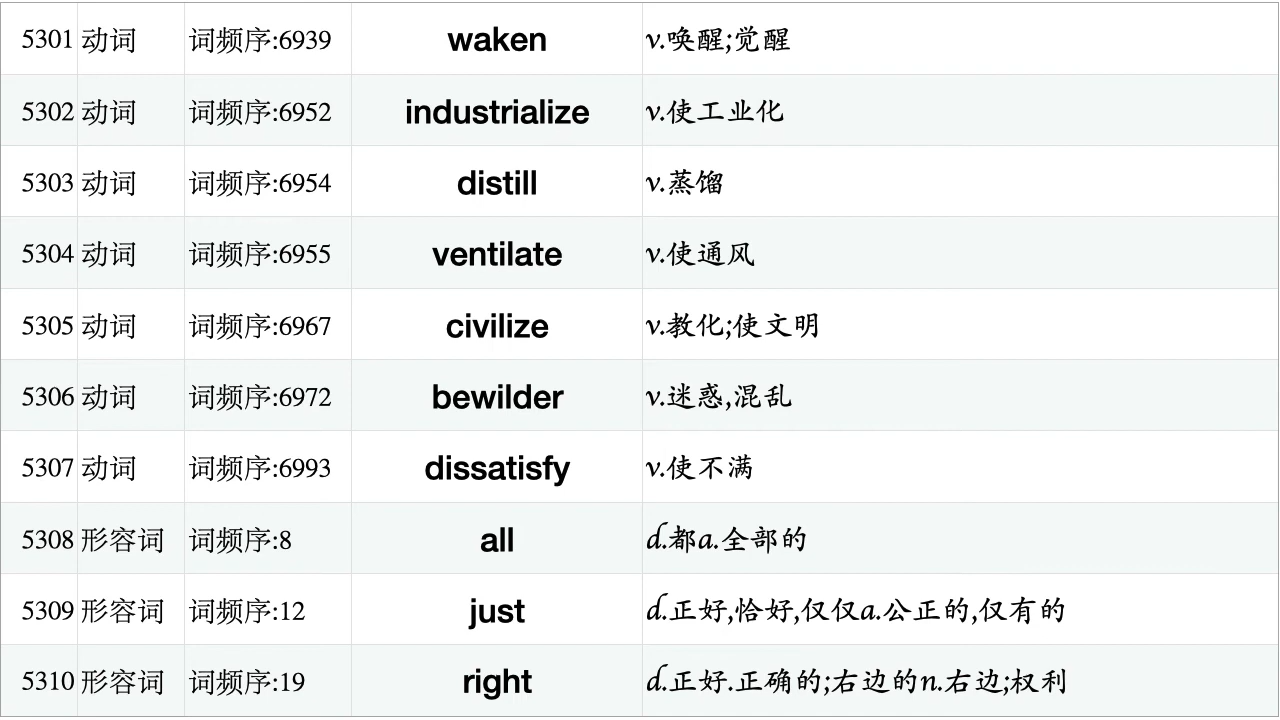 5301 动词 词频序:6939 waken v.唤醒;觉醒
5302 动词 词频序:6952 industrialize v.使工业化
5303 动词 词频序:6954 distill v.蒸馏
5304 动词 词频序:6955 ventilate v.使通风
5305 动词 词频序:6967 civilize v.教化;使文明
5306 动词 词频序:6972 bewilder v.迷惑,混乱
5307 动词 词频序:6993 dissatisfy v.使不满
5308 形容词 词频序:8 all d.都a.全部的
5309 形容词 词频序:12 just d.正好,恰好,仅仅a.公正的,仅有的
5310 形容词 词频序:19 right d.正好.正确的;右边的n.右边;权利